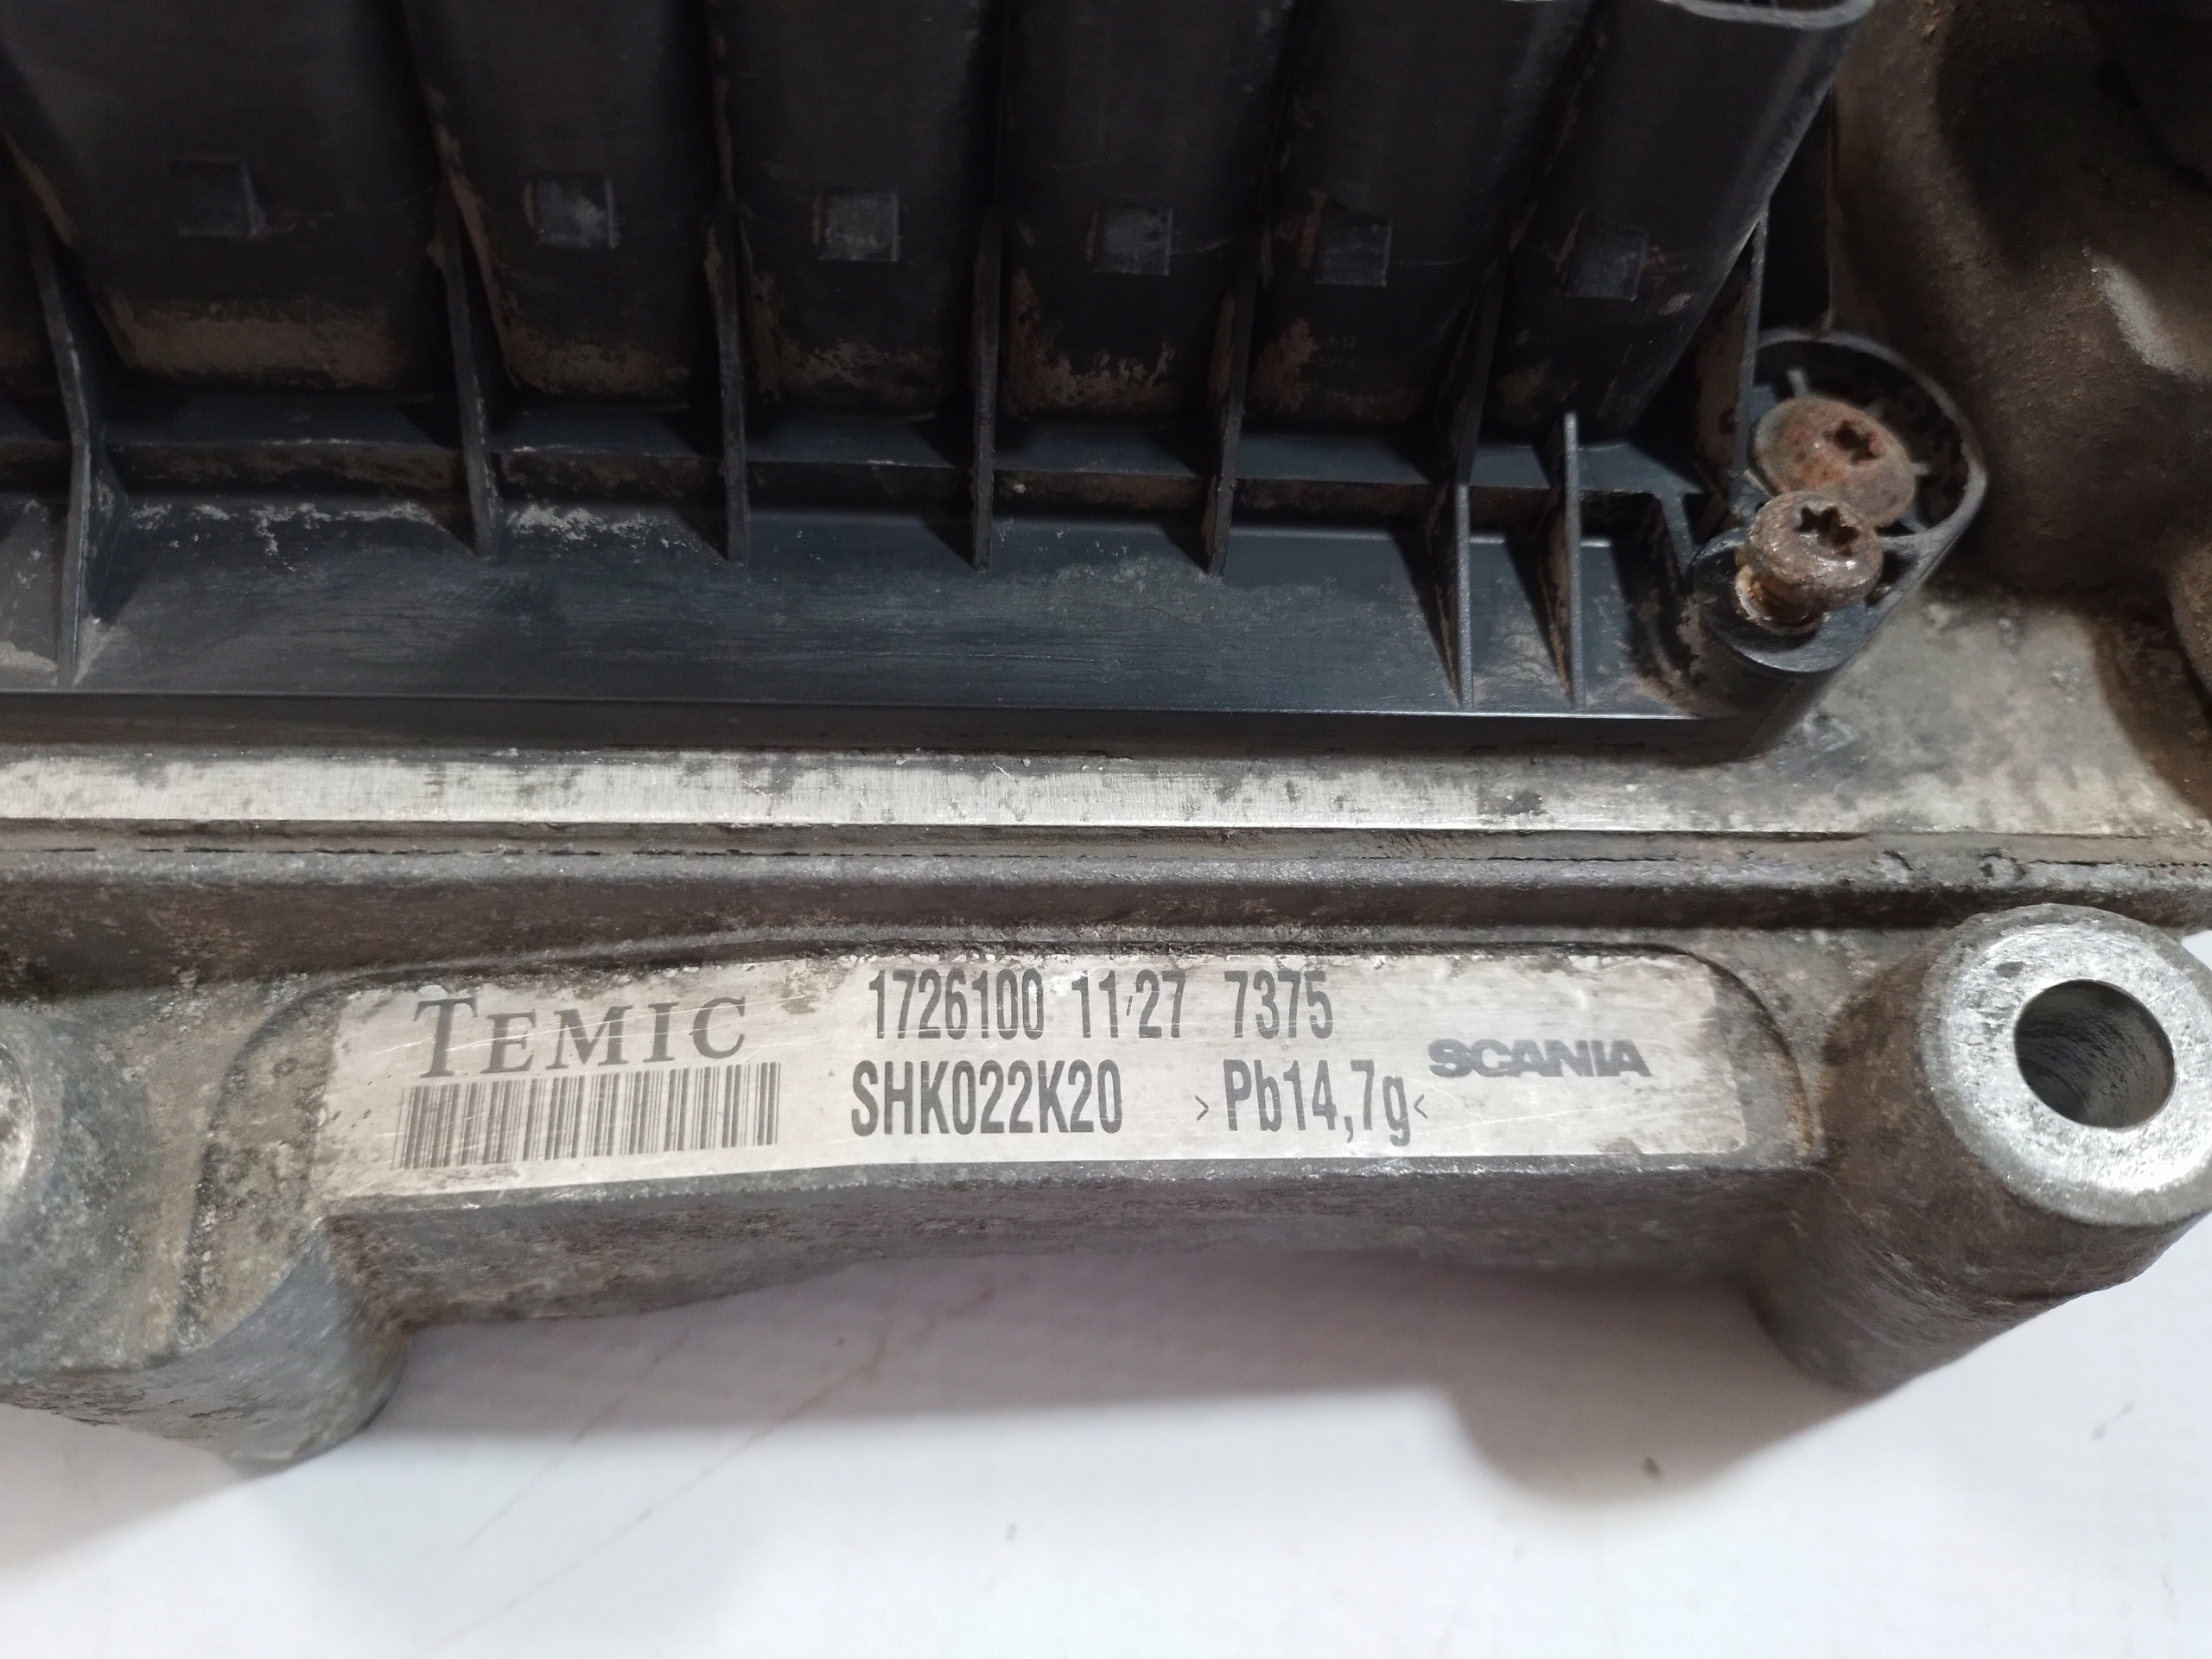 TEMIC
1726100 11/27 7375
SHK022K20 >Pb14,7g<
SCANIA